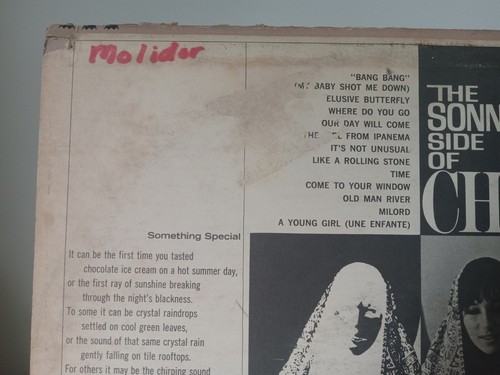 Molidor
"BANG BANG"
(MY BABY SHOT ME DOWN)
ELUSIVE BUTTERFLY
WHERE DO YOU GO
OUR DAY WILL COME
THE FROM IPANEMA
IT'S NOT UNUSUAL
LIKE A ROLLING STONE
TIME
COME TO YOUR WINDOW
OLD MAN RIVER
MILORD
A YOUNG GIRL (UNE ENFANTE)
THE
SONN
SIDE
OF
CH
Something Special
It can be the first time you tasted
chocolate ice cream on a hot summer day,
or the first ray of sunshine breaking
through the night's blackness.
To some it can be crystal raindrops
settled on cool green leaves,
or the sound of that same crystal rain
gently falling on tile rooftops.
For others it may be the chirping sound